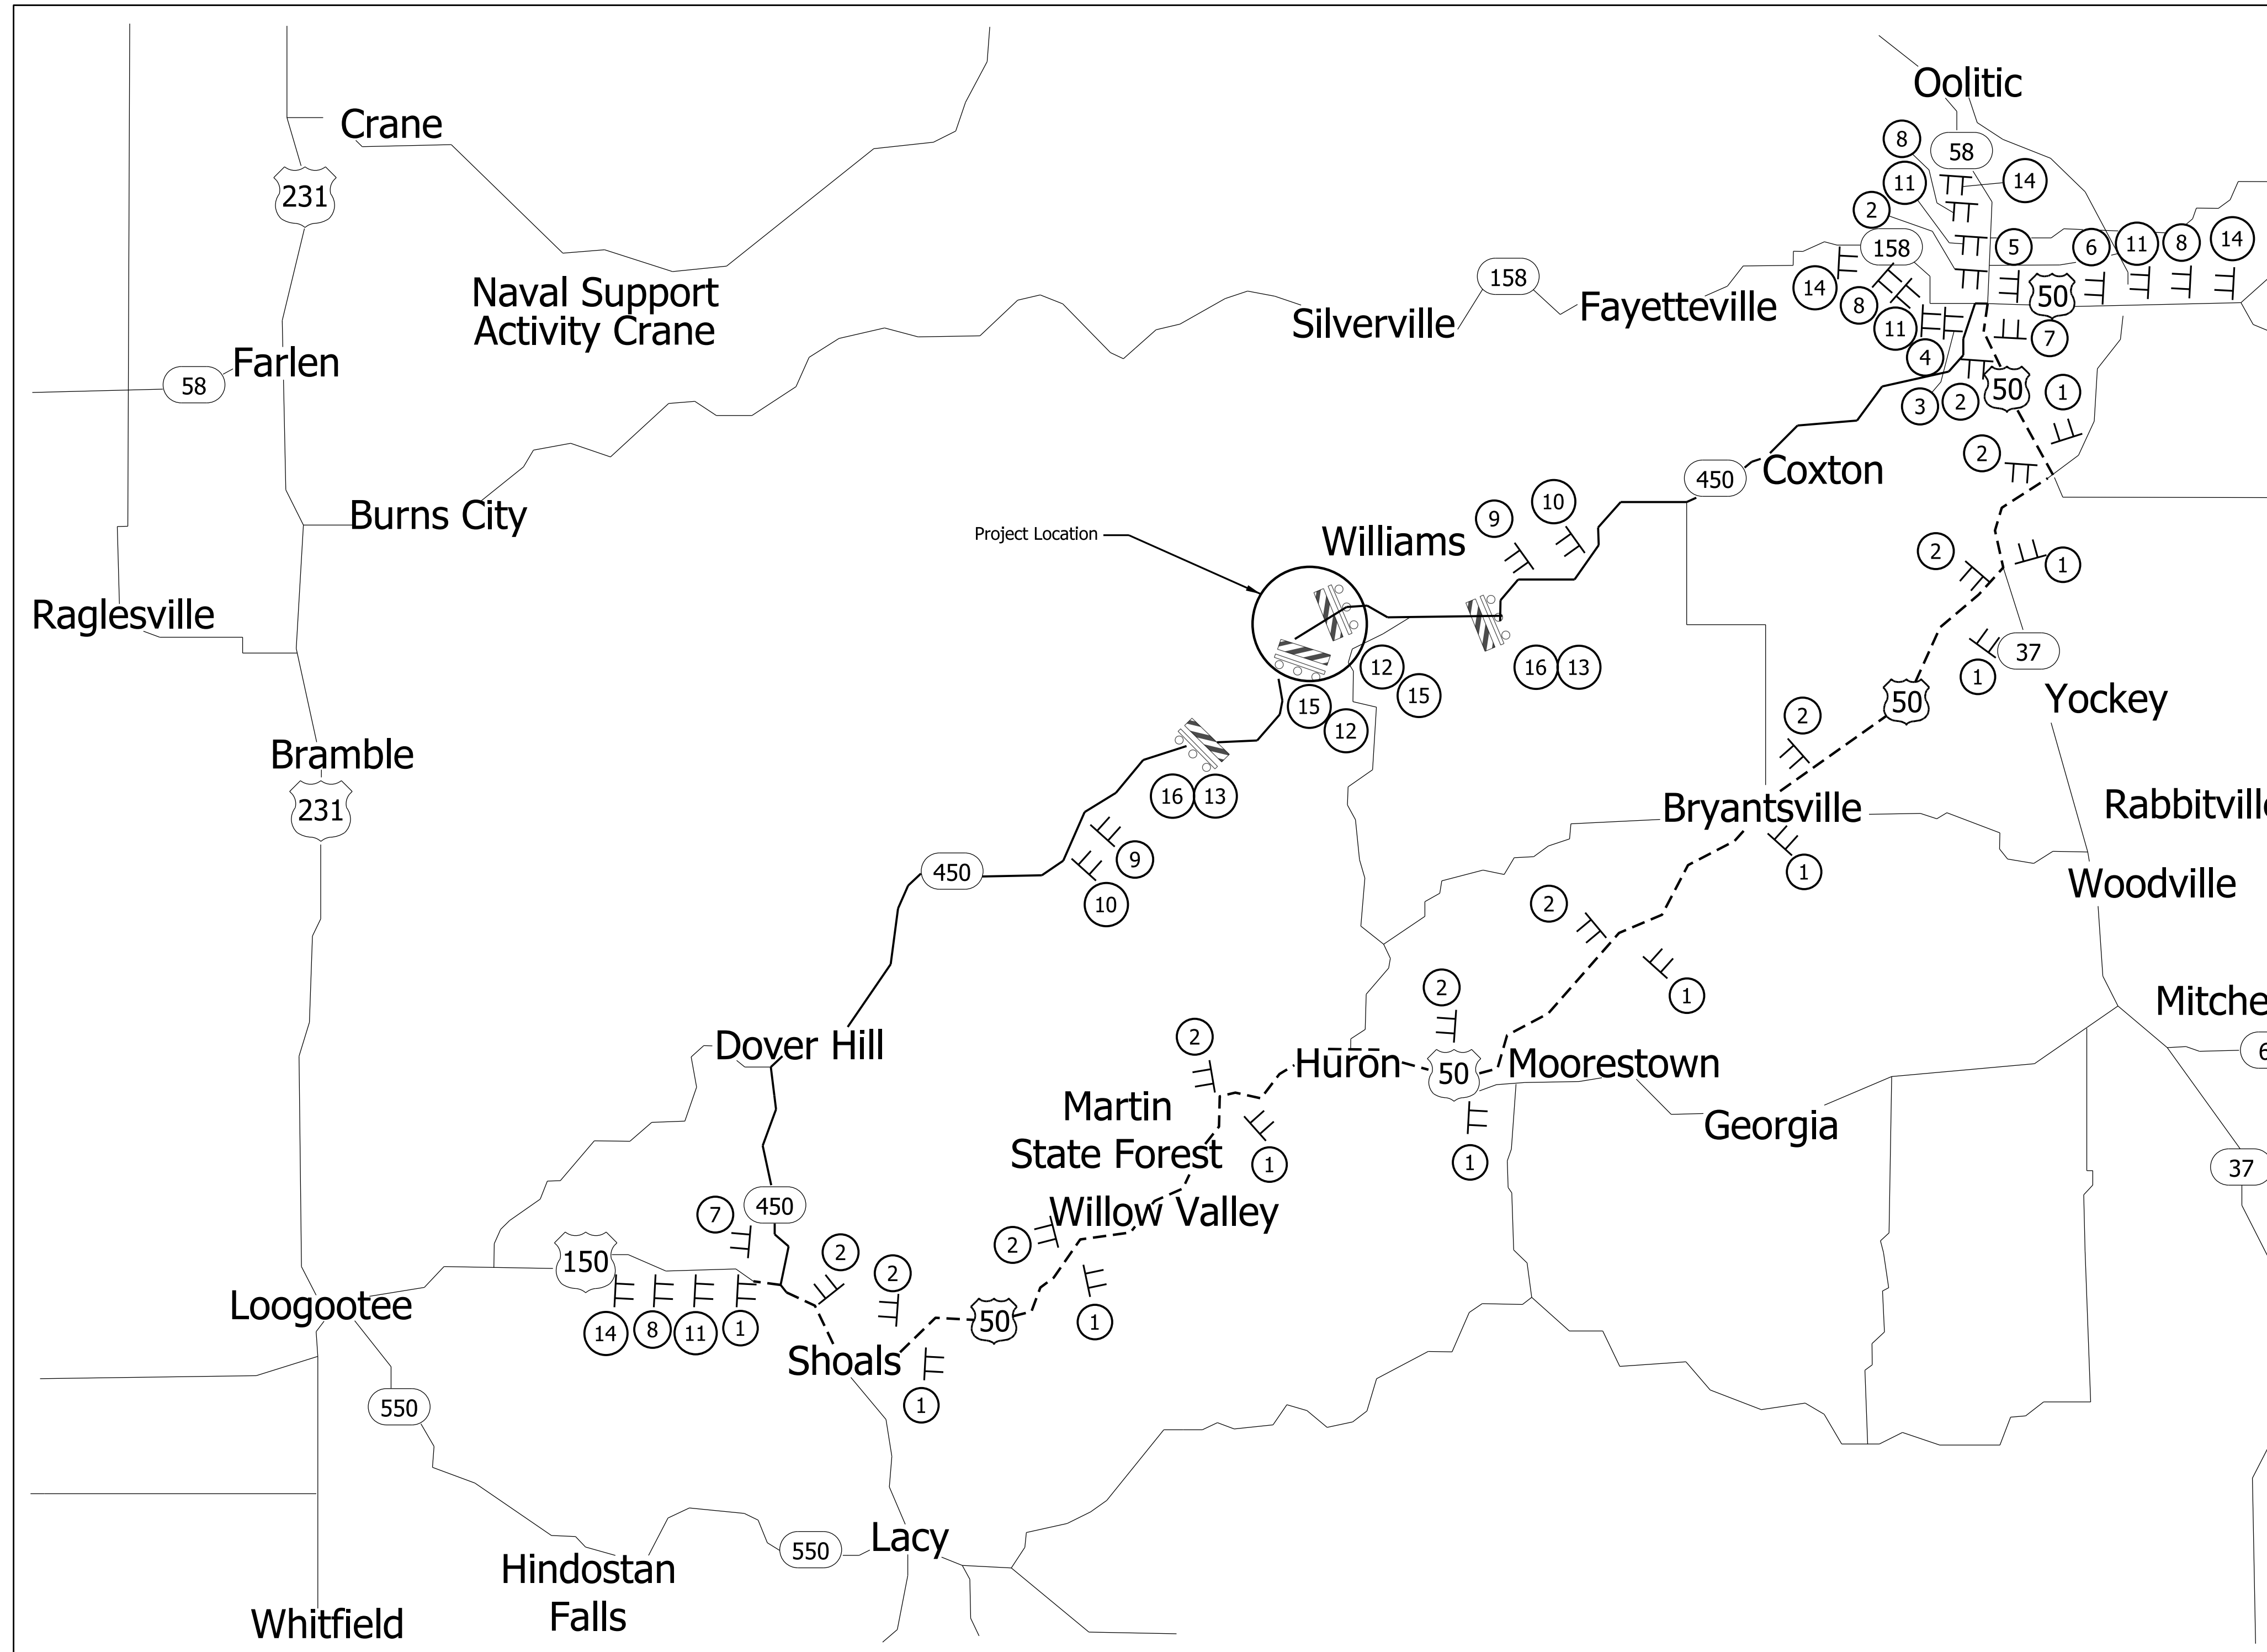 Oolitic
Crane
8
58
11
14
231
2
158
5
6
11
8
14
158
Naval Support
Activity Crane
14
8
50
Fayetteville
Silverville
11
7
4
Farlen
58
50
1
3
2
2
450
Coxton
Burns City
9
10
Project Location
Williams
2
1
Raglesville
37
12
16
13
1
15
15
12
50
Yockey
2
Bramble
231
16
13
Bryantsville
Rabbitville
9
450
1
10
2
Woodville
2
1
Mitche
2
Dover Hill
Huron
50
Moorestown
6
Martin
State Forest
Georgia
1
1
37
450
7
Willow Valley
2
2
150
2
Loogootee
14
8
11
1
50
1
Shoals
550
1
550
Lacy
Hindostan
Falls
Whitfield